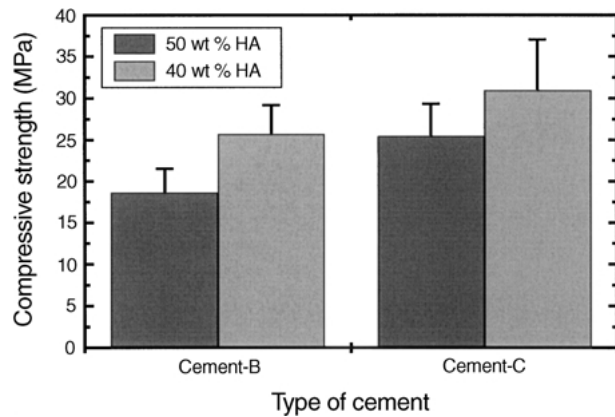 Compressive strength (MPa)
40
35
30
25
20
15
10
5
0
50 wt % HA
40 wt % HA
Cement-B
Cement-C
Type of cement